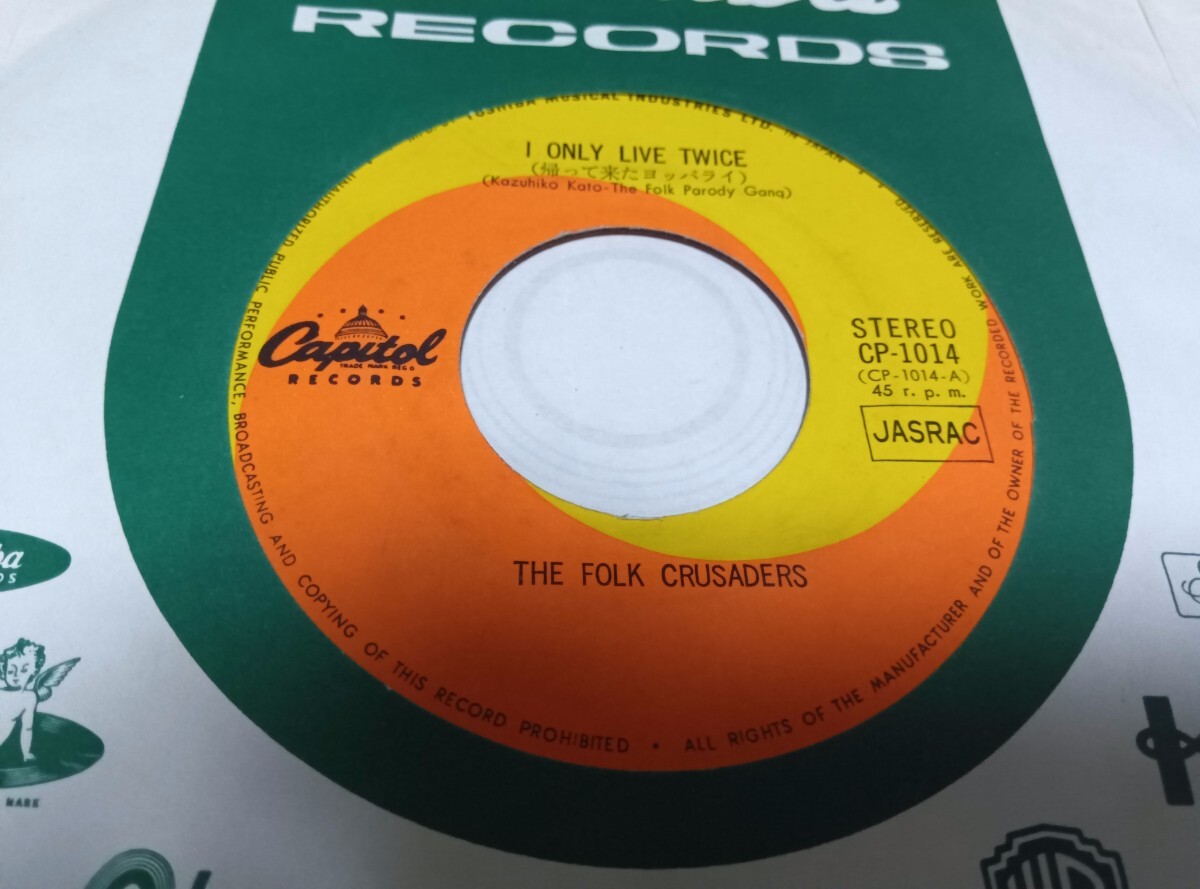 RECORDS
TOSHIBA MUSICAL INDUSTRIES LTD. IN JAPAN
I ONLY LIVE TWICE
(帰って来たヨッパライ)
(Kazuhiko Kato-The Folk Parody Gang)
Capitol
TRADE MARK REG
RECORDS
STEREO
CP-1014
(CP-1014-A)
45 r. p. m.
JASRAC
THE FOLK CRUSADERS
UNAUTHORIZED PUBLIC PERFORMANCE, BROADCASTING AND COPYING OF THIS RECORD PROHIBITED • ALL RIGHTS OF THE MANUFACTURER AND OF THE OWNER OF THE RECORDED WORK ARE RESERVED